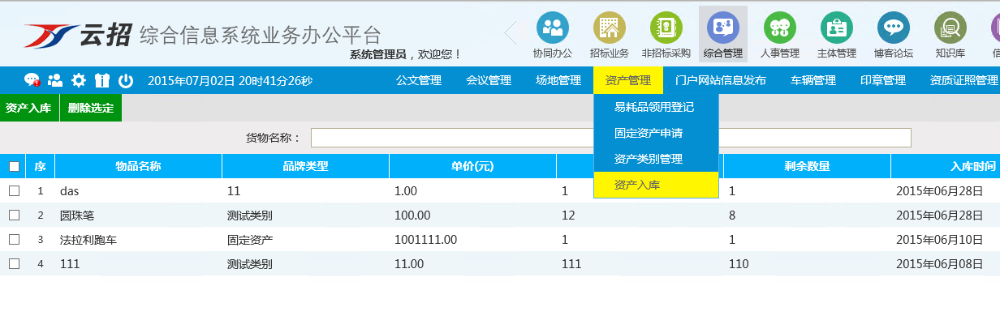 云招 综合信息系统业务办公平台
系统管理员，欢迎您！
协同办公 招标业务 非招标采购 综合管理 人事管理 主体管理 博客论坛 知识库
2015年07月02日 20时41分26秒 公文管理 会议管理 场地管理 资产管理 门户网站信息发布 车辆管理 印章管理 资质证照管理
易耗品领用登记
固定资产申请
资产类别管理
资产入库
资产入库 删除选定
货物名称：
序 物品名称 品牌类型 单价(元) 剩余数量 入库时间
1 das 11 1.00 1 1 2015年06月28日
2 圆珠笔 测试类别 100.00 12 8 2015年06月28日
3 法拉利跑车 固定资产 1001111.00 1 1 2015年06月10日
4 111 测试类别 11.00 111 110 2015年06月08日